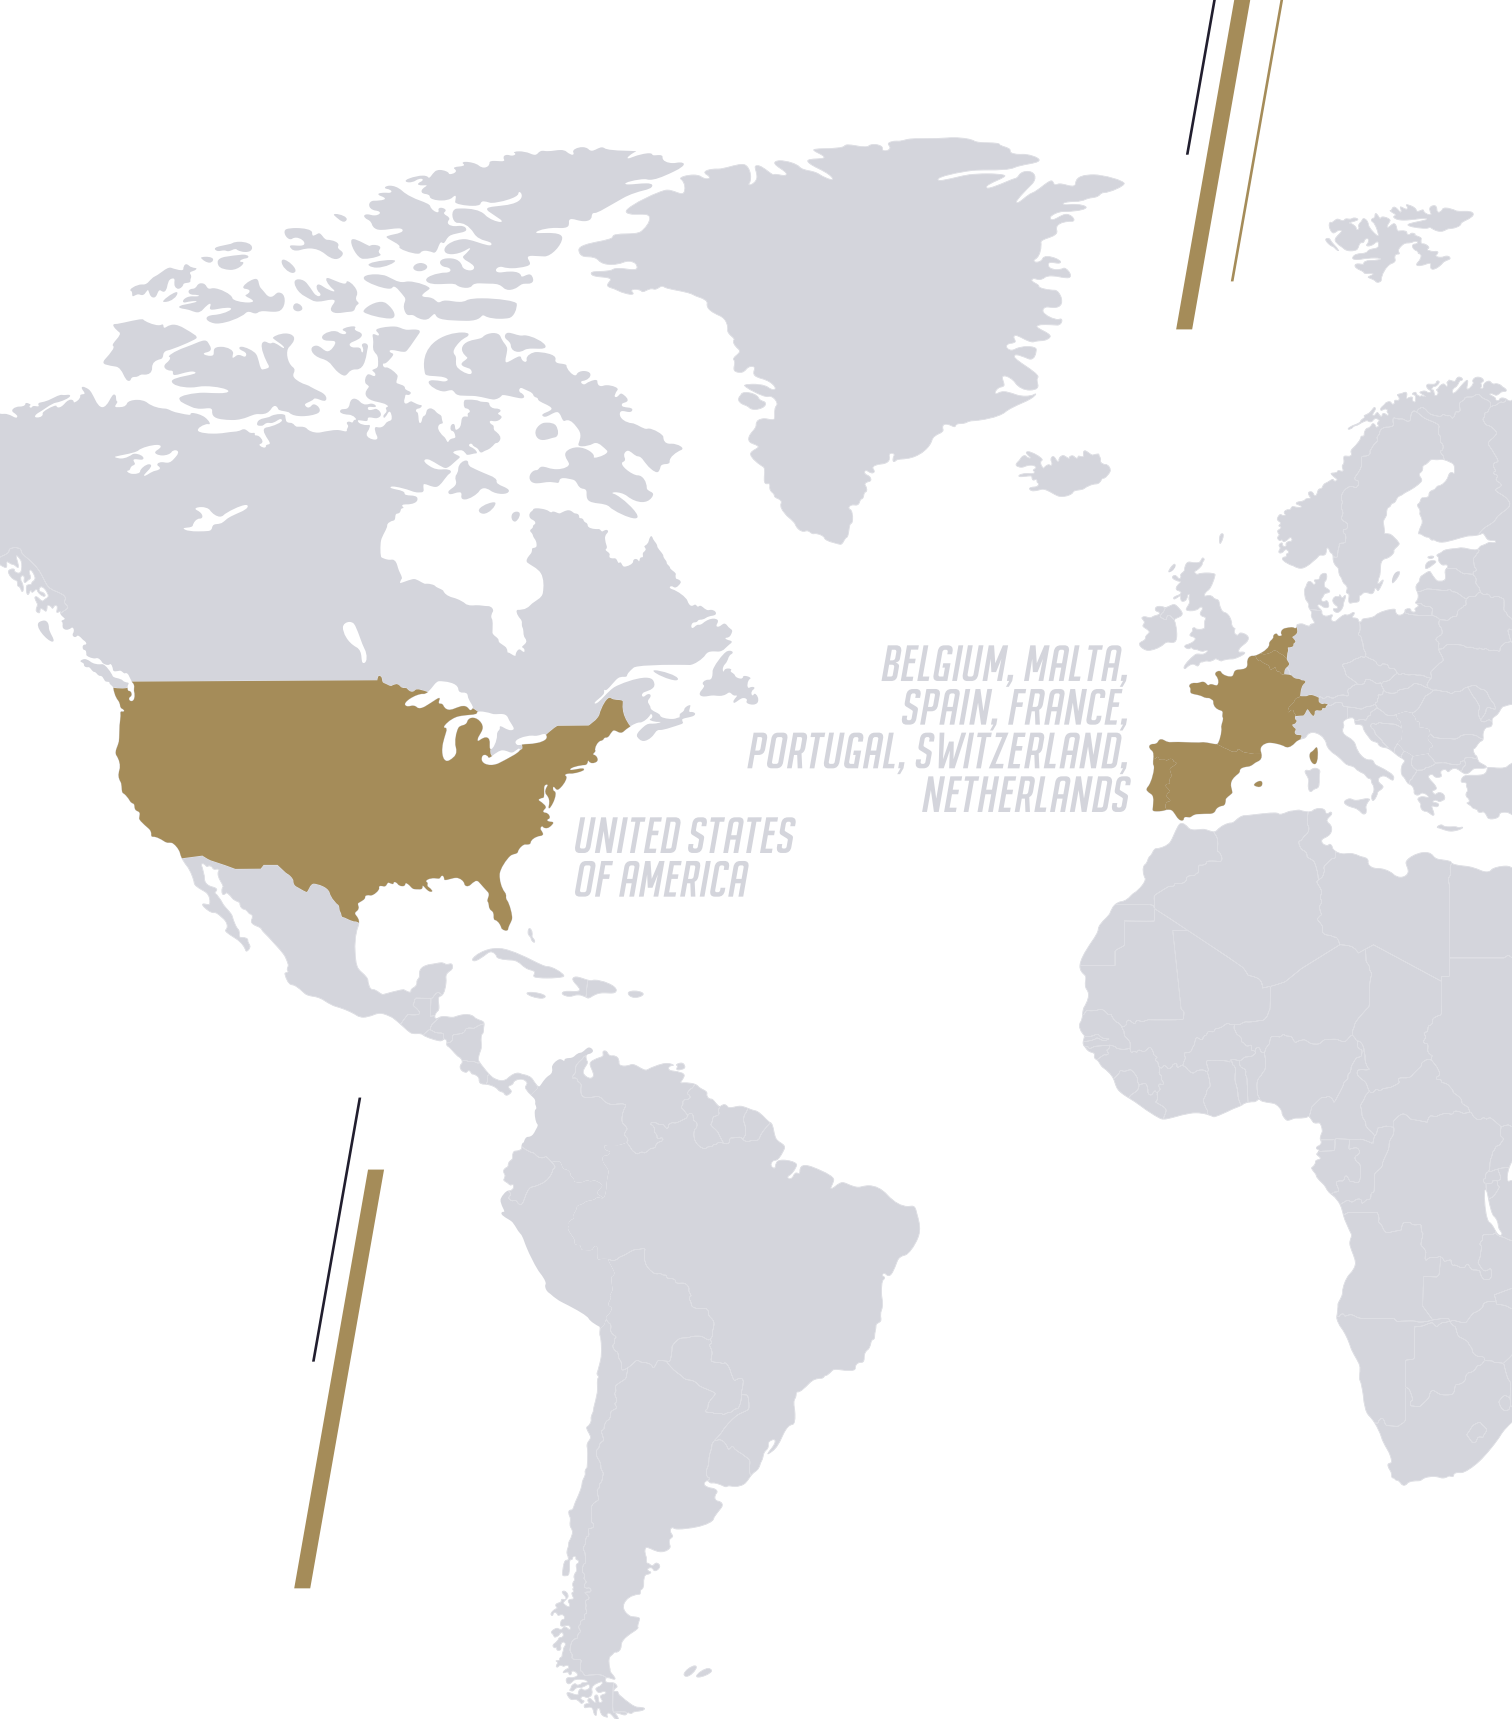 BELGIUM, MALTA,
SPAIN, FRANCE,
PORTUGAL, SWITZERLAND,
NETHERLANDS
UNITED STATES
OF AMERICA